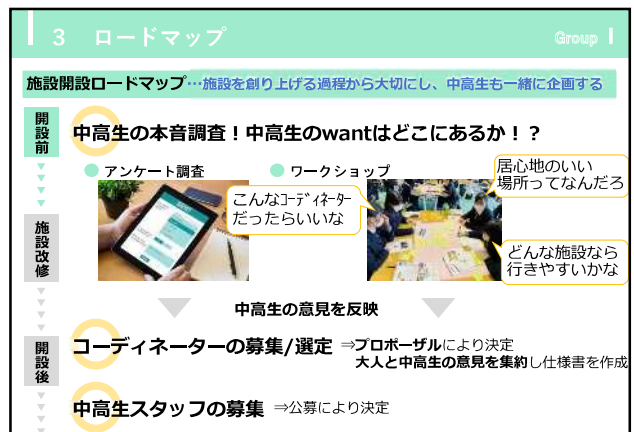 3 ロードマップ
Group
施設開設ロードマップ…施設を創り上げる過程から大切にし、中高生も一緒に企画する
開設前
中高生の本音調査！中高生のwantはどこにあるか！？
アンケート調査
ワークショップ
居心地のいい
場所ってなんだろ
こんなｺｰﾃﾞｨﾈｰﾀｰ
だったらいいな
施設改修
どんな施設なら
行きやすいかな
中高生の意見を反映
開設後
コーディネーターの募集/選定 ⇒プロポーザルにより決定
大人と中高生の意見を集約し仕様書を作成
中高生スタッフの募集 ⇒公募により決定